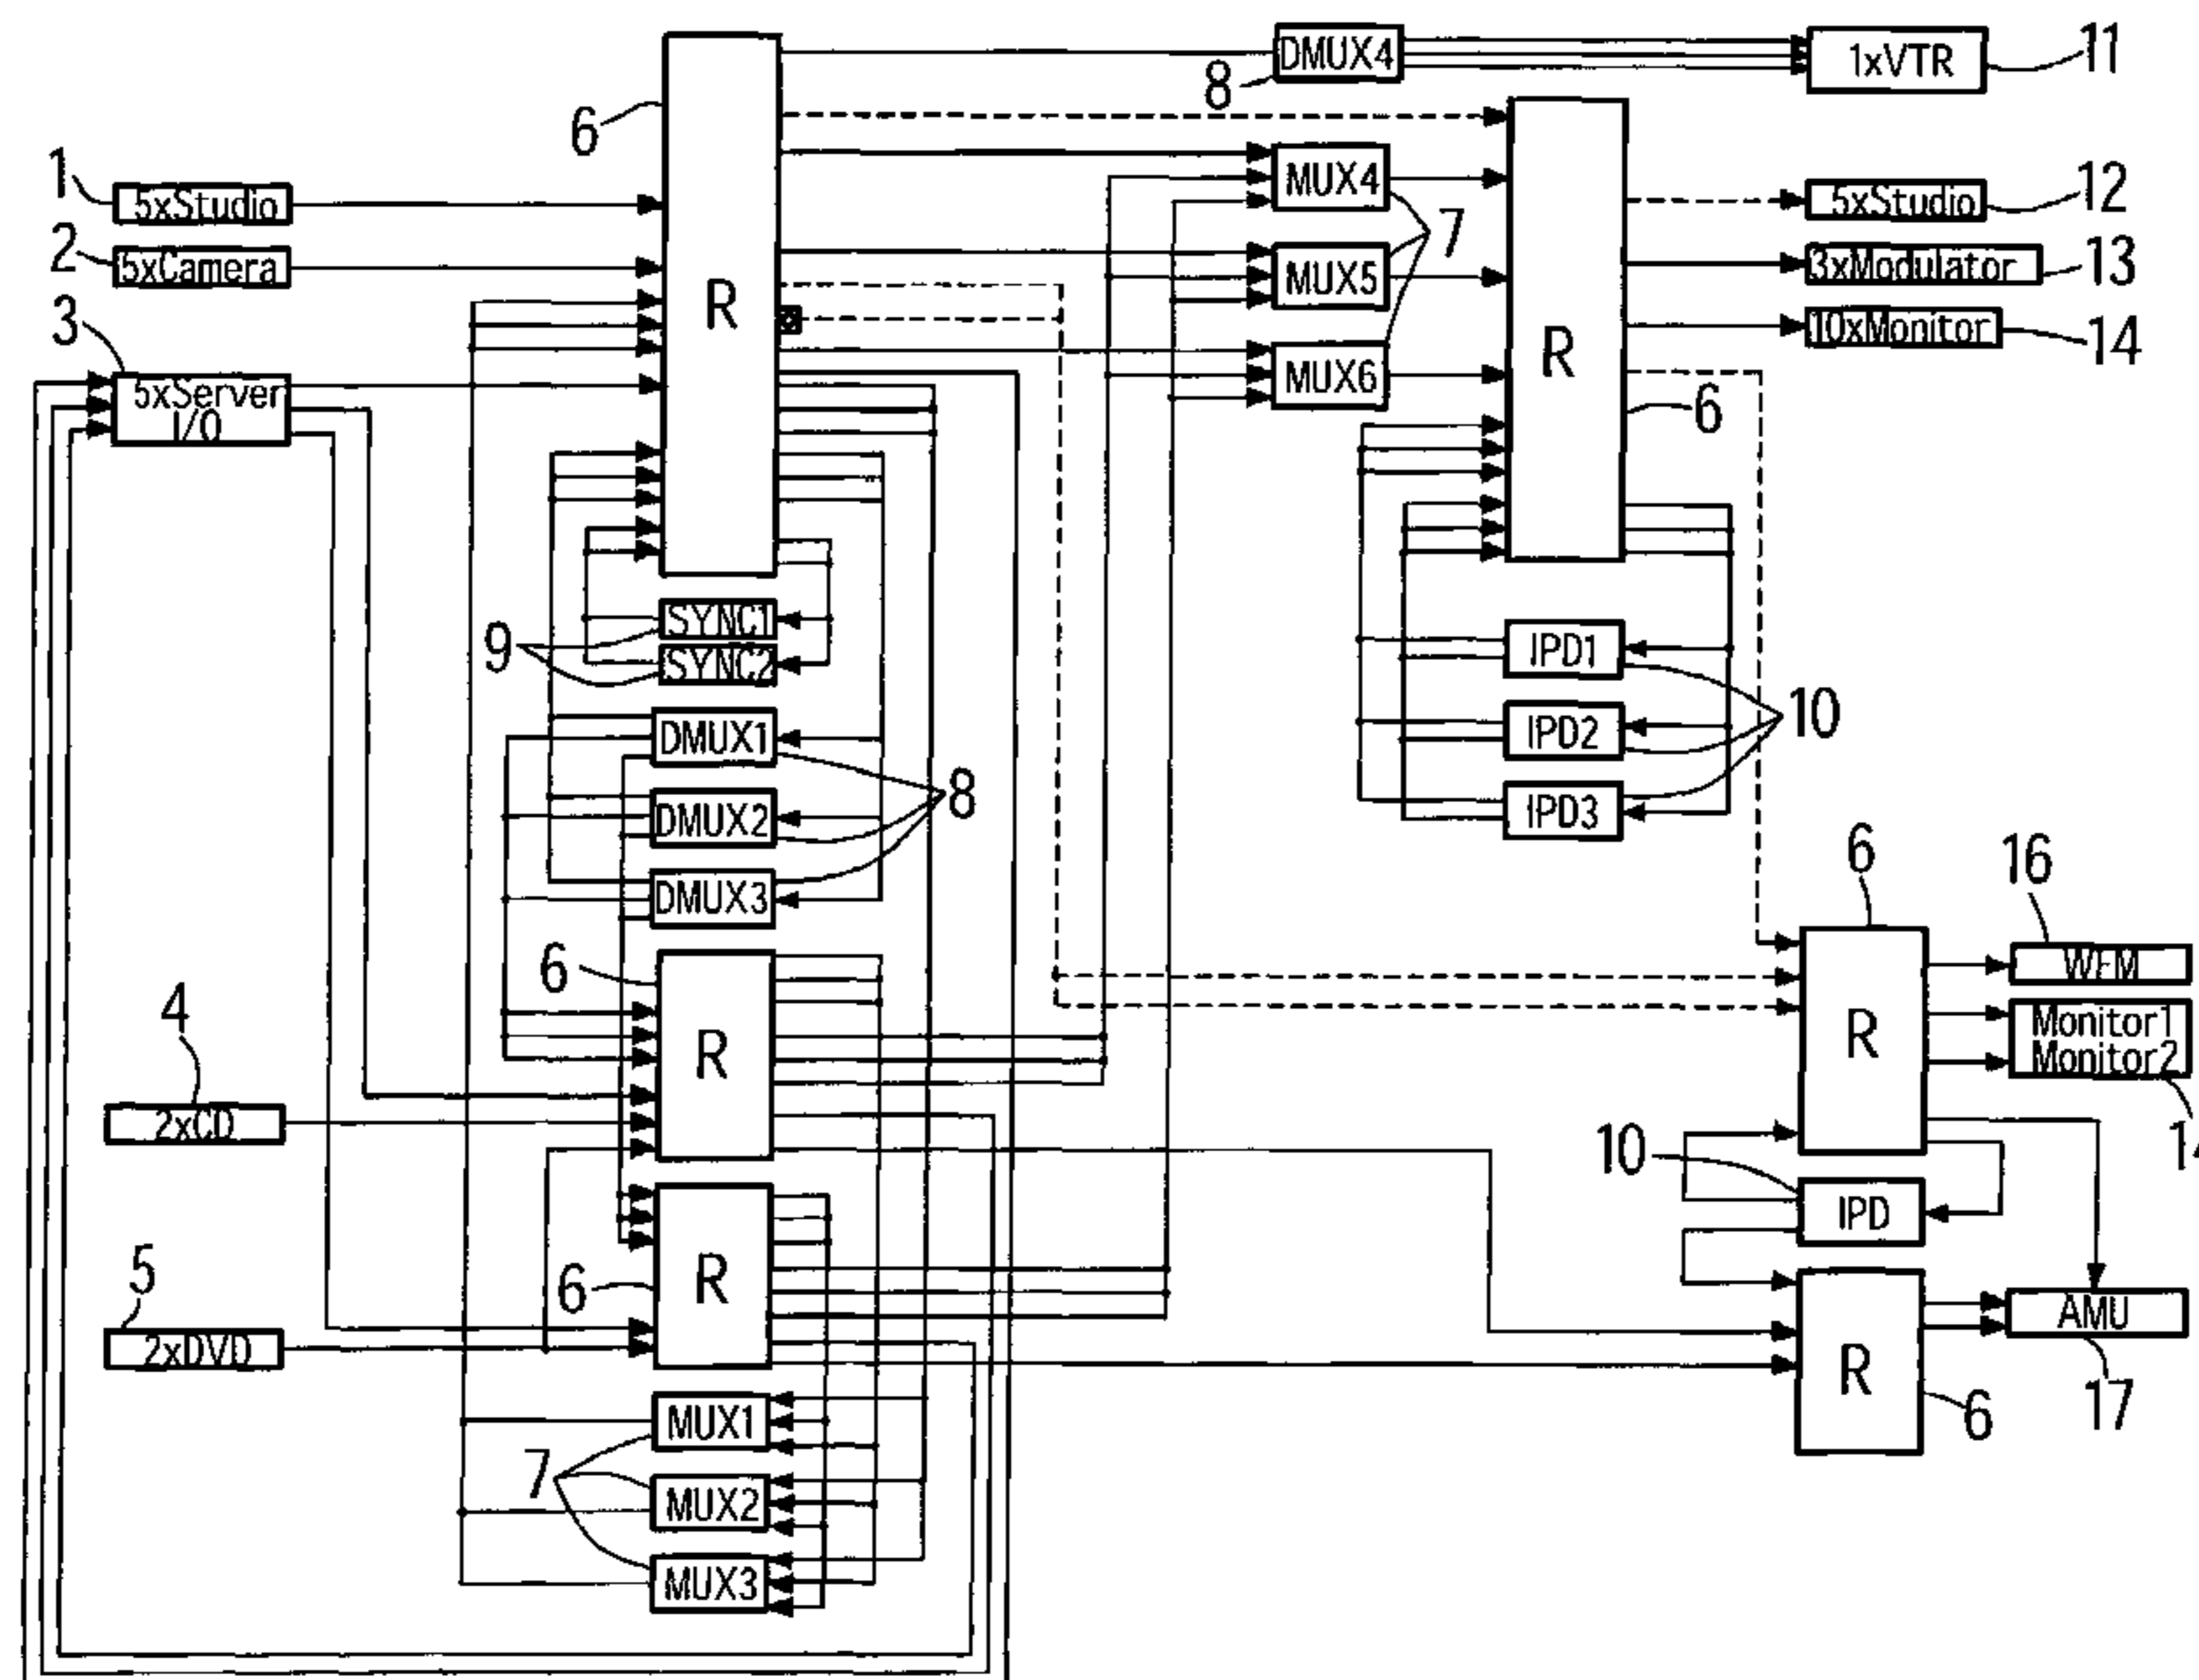 DMUX4
8
1xVTR
11
6
1
5xStudio
MUX4
7
5xStudio
12
2
5xCamera
R
MUX5
3xModulator
13
3
5xServer
I/O
MUX6
R
10xMonitor
14
6
SYNC1
9
SYNC2
IPD1
10
DMUX1
IPD2
8
DMUX2
IPD3
DMUX3
6
16
6
WFM
4
R
R
Monitor1
Monitor2
2xCD
14
10
IPD
5
R
6
2xDVD
AMU
R
17
6
MUX1
7
MUX2
MUX3